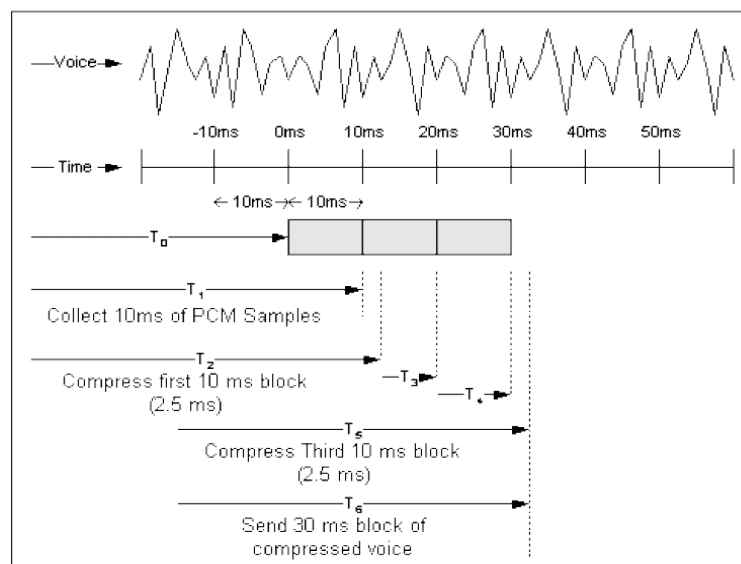 Voice
-10ms 0ms 10ms 20ms 30ms 40ms 50ms
Time
10ms 10ms
T0
T1
Collect 10ms of PCM Samples
T2
Compress first 10 ms block
(2.5 ms)
T3
T4
T5
Compress Third 10 ms block
(2.5 ms)
T6
Send 30 ms block of
compressed voice